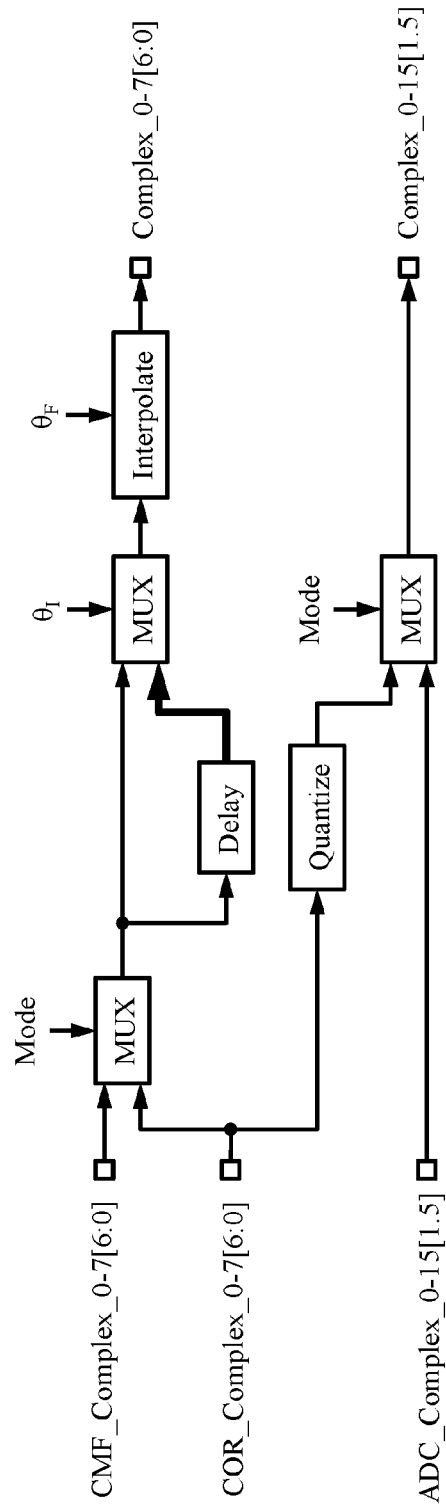 CMF_Complex_0-7[6:0]
COR_Complex_0-7[6:0]
ADC_Complex_0-15[1.5]
Mode
MUX
Delay
Quantize
θI
MUX
Mode
MUX
θF
Interpolate
Complex_0-7[6:0]
Complex_0-15[1.5]